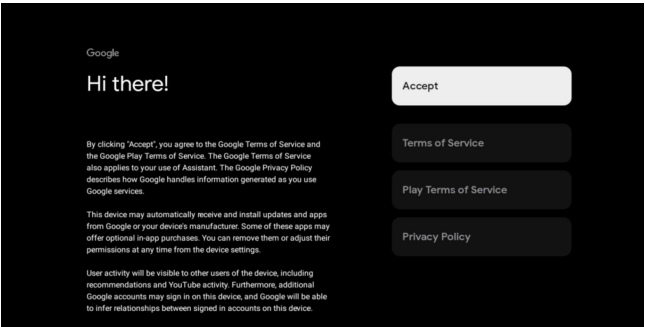 Google
Hi there!
By clicking "Accept", you agree to the Google Terms of Service and
the Google Play Terms of Service. The Google Terms of Service
also applies to your use of Assistant. The Google Privacy Policy
describes how Google handles information generated as you use
Google services.
This device may automatically receive and install updates and apps
from Google or your device's manufacturer. Some of these apps may
offer optional in-app purchases. You can remove them or adjust their
permissions at any time from the device settings.
User activity will be visible to other users of the device, including
recommendations and YouTube activity. Furthermore, additional
Google accounts may sign in on this device, and Google will be able
to infer relationships between signed in accounts on this device.
Accept
Terms of Service
Play Terms of Service
Privacy Policy